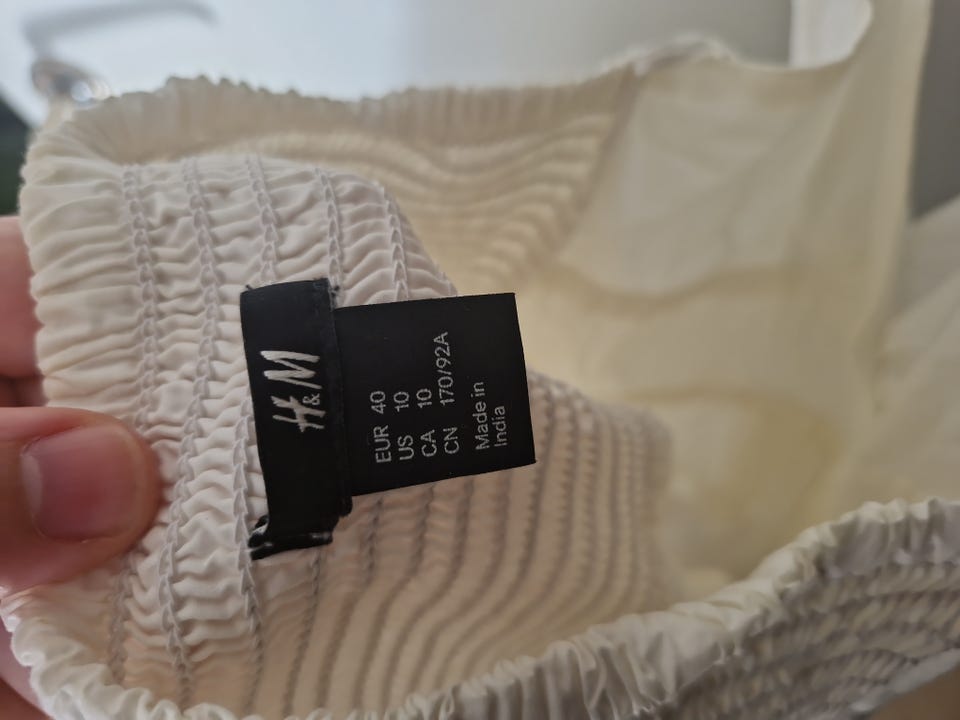 H&M
EUR 40
US 10
CA 10
CN 170/92A
Made in
India